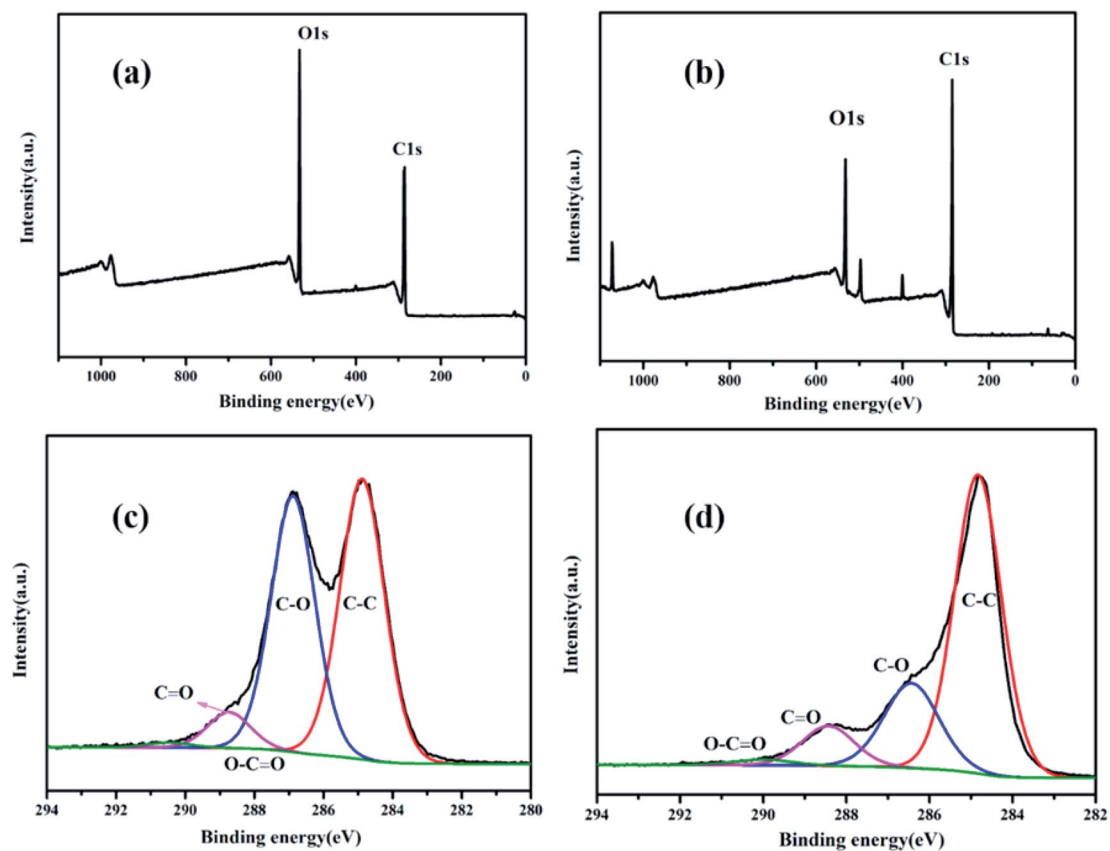 (a)
O1s
C1s
Intensity(a.u.)
1000 800 600 400 200 0
Binding energy(eV)
(b)
O1s
C1s
Intensity(a.u.)
1000 800 600 400 200 0
Binding energy(eV)
(c)
C-O
C-C
C=O
O-C=O
Intensity(a.u.)
294 292 290 288 286 284 282 280
Binding energy(eV)
(d)
C-C
C-O
C=O
O-C=O
Intensity(a.u.)
294 292 290 288 286 284 282
Binding energy(eV)